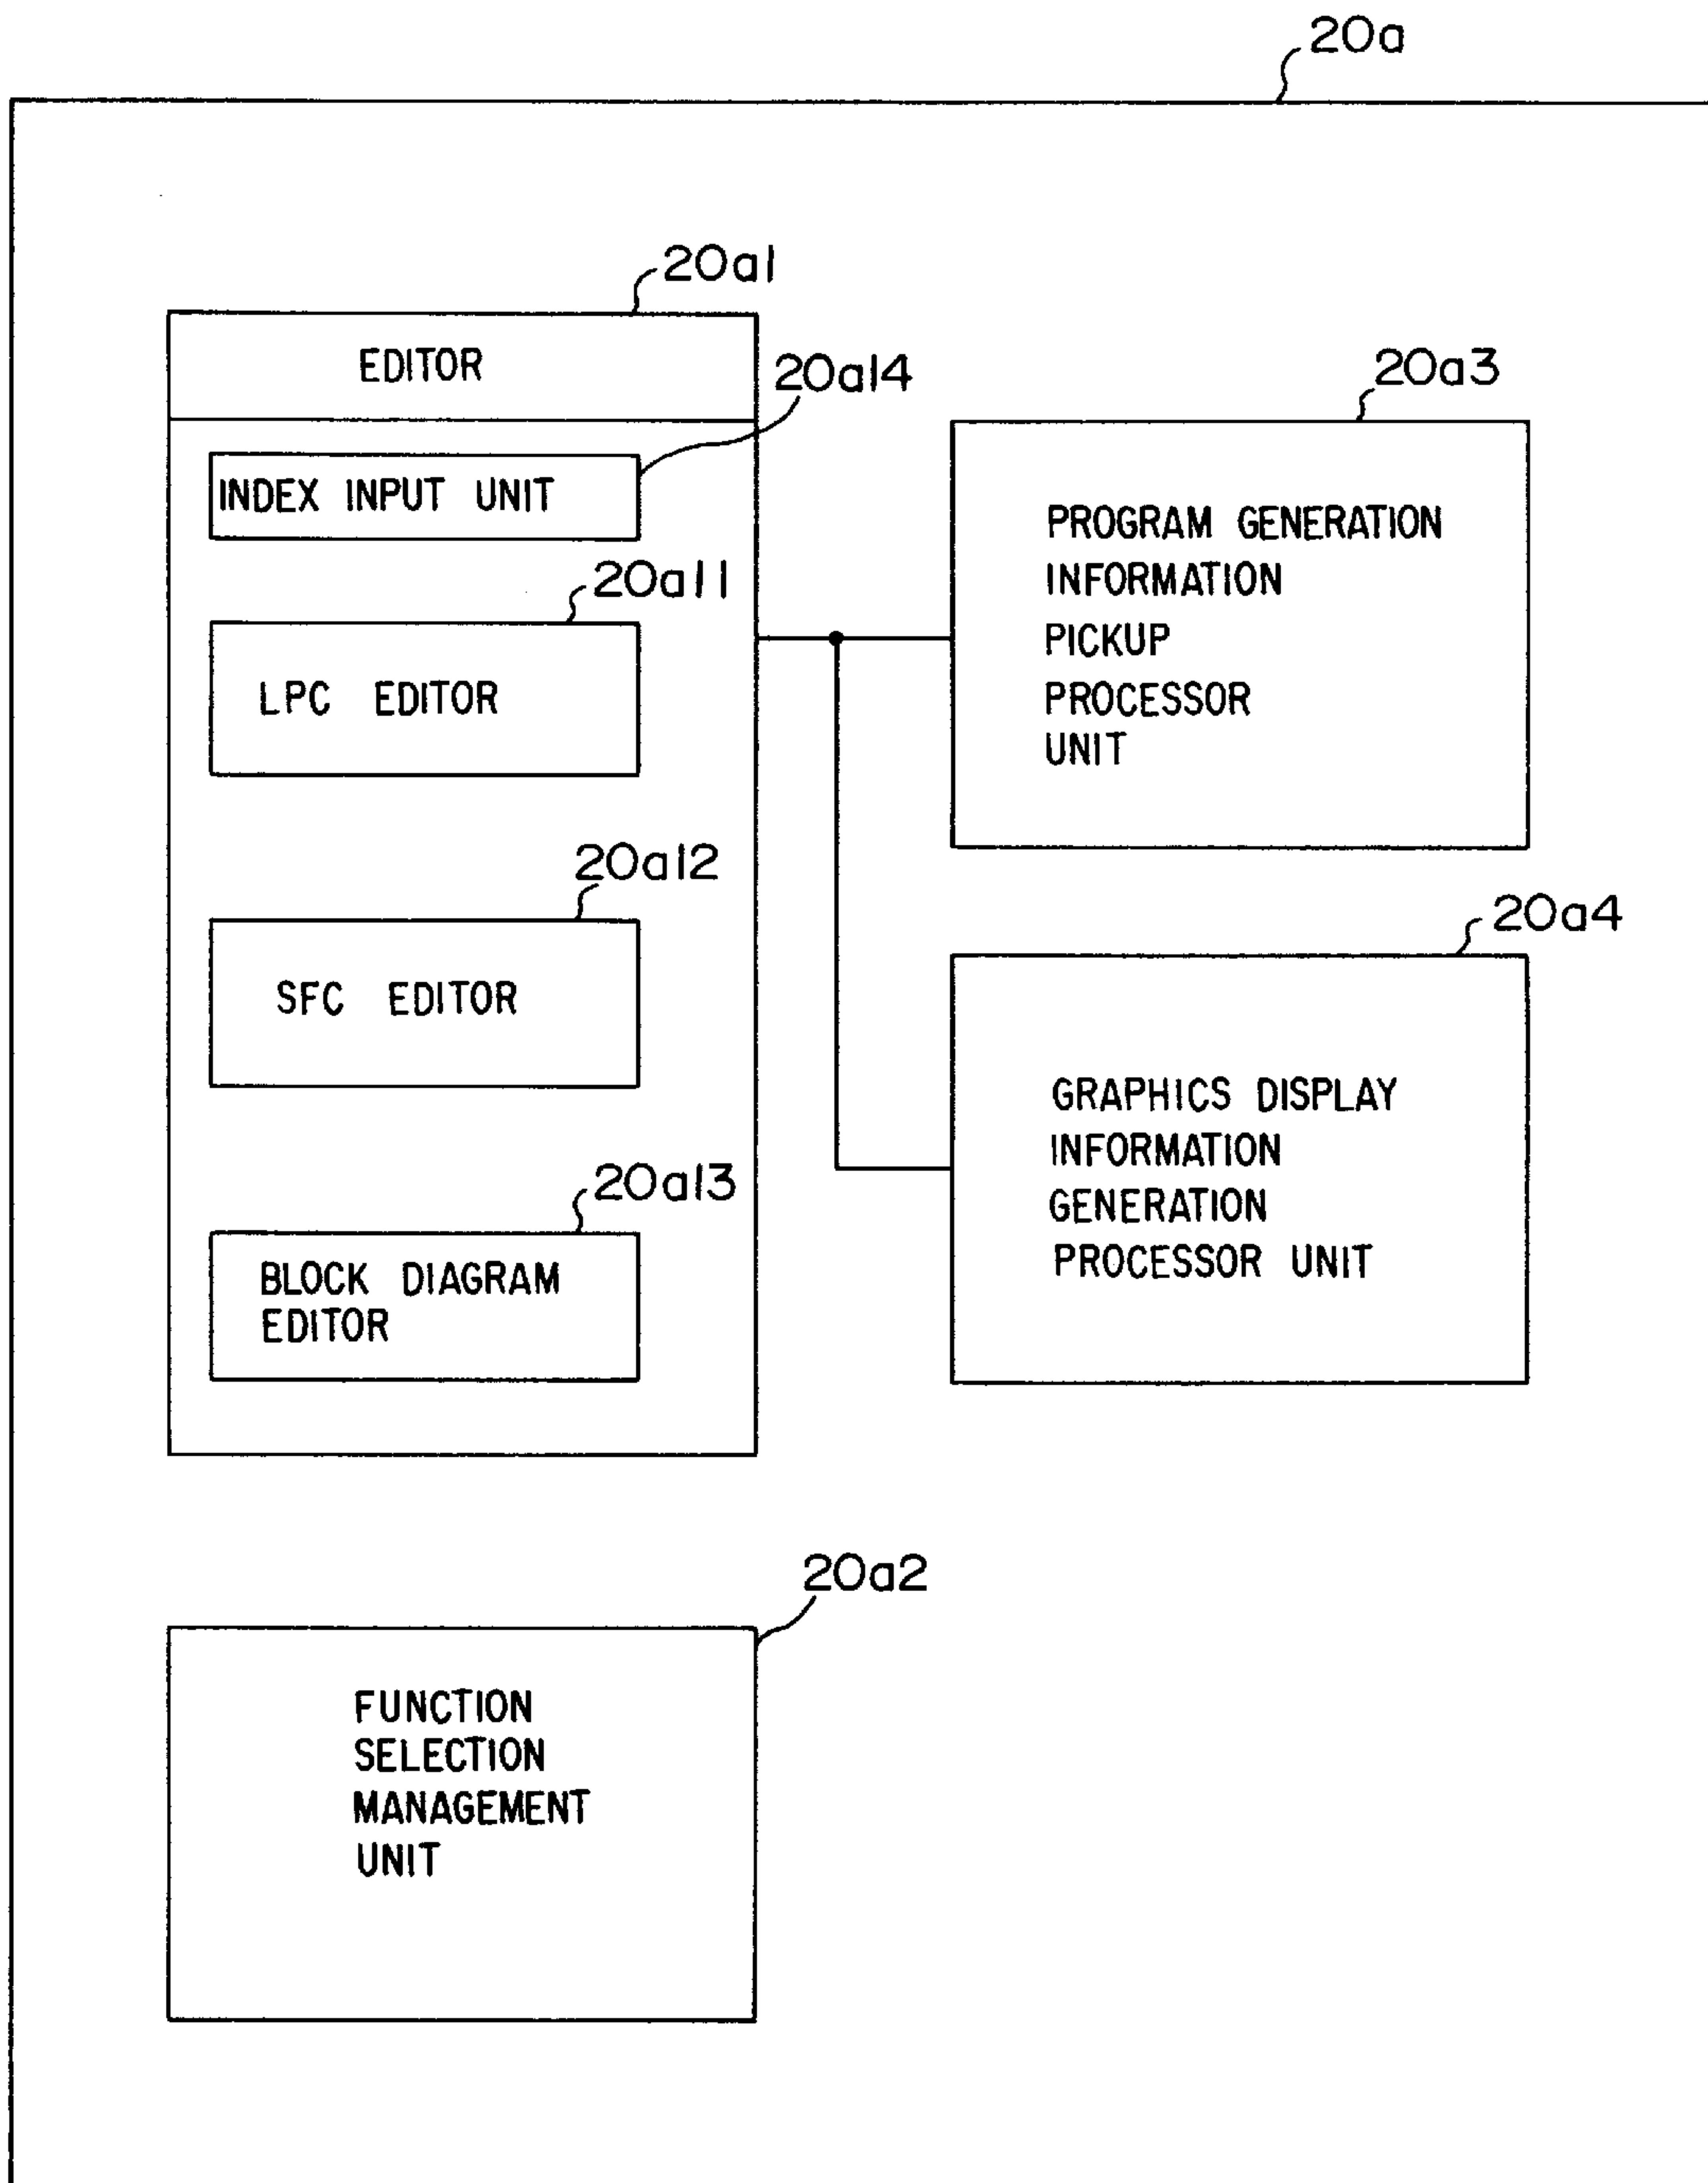 20a
20a1
EDITOR
20a14
INDEX INPUT UNIT
20a11
LPC EDITOR
20a12
SFC EDITOR
20a13
BLOCK DIAGRAM
EDITOR
20a3
PROGRAM GENERATION
INFORMATION
PICKUP
PROCESSOR
UNIT
20a4
GRAPHICS DISPLAY
INFORMATION
GENERATION
PROCESSOR UNIT
20a2
FUNCTION
SELECTION
MANAGEMENT
UNIT